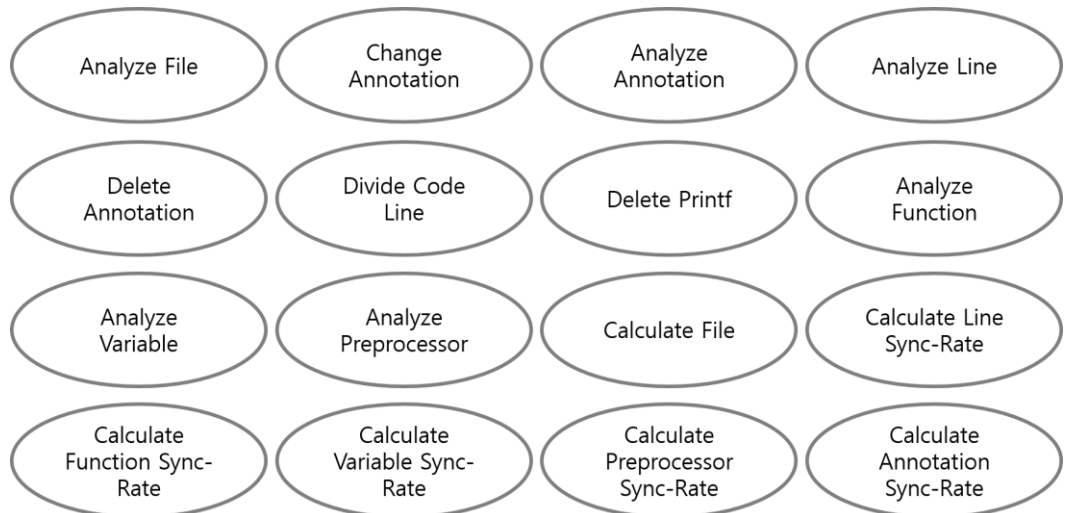 Analyze File
Change
Annotation
Analyze
Annotation
Analyze Line
Delete
Annotation
Divide Code
Line
Delete Printf
Analyze
Function
Analyze
Variable
Analyze
Preprocessor
Calculate File
Calculate Line
Sync-Rate
Calculate
Function Sync-
Rate
Calculate
Variable Sync-
Rate
Calculate
Preprocessor
Sync-Rate
Calculate
Annotation
Sync-Rate